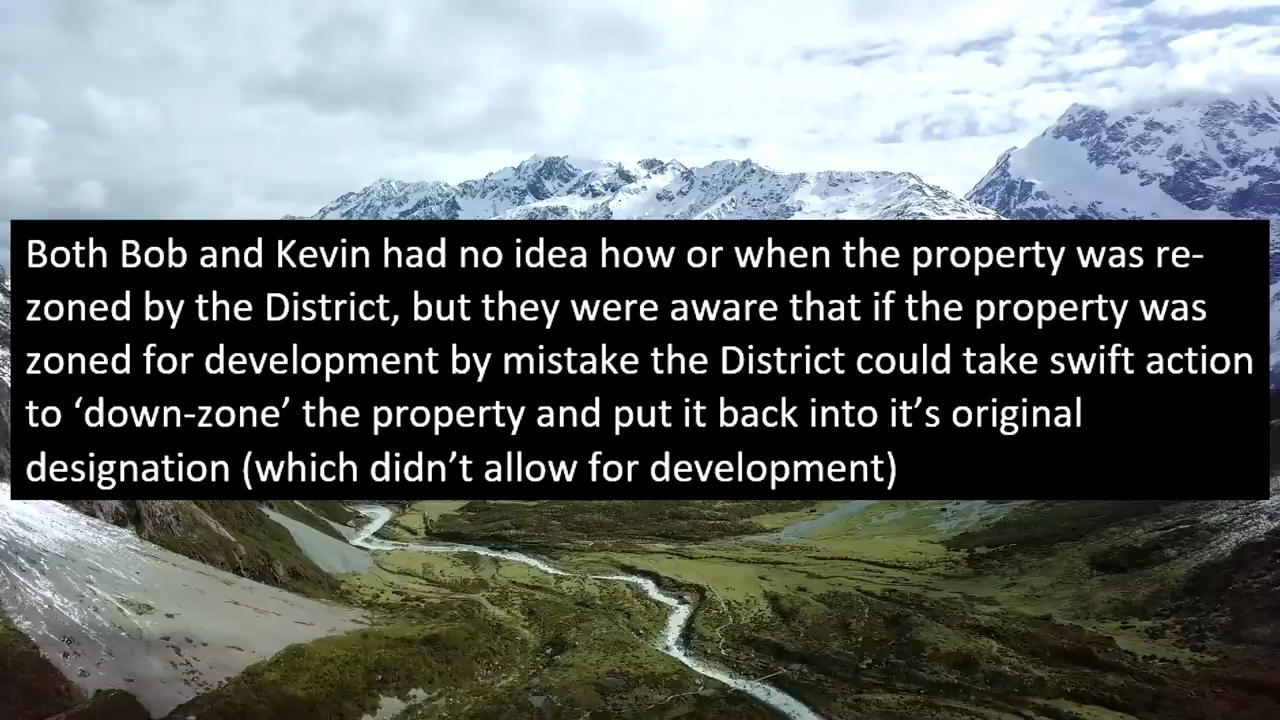 Both Bob and Kevin had no idea how or when the property was re-
zoned by the District, but they were aware that if the property was
zoned for development by mistake the District could take swift action
to ‘down-zone’ the property and put it back into it’s original
designation (which didn’t allow for development)